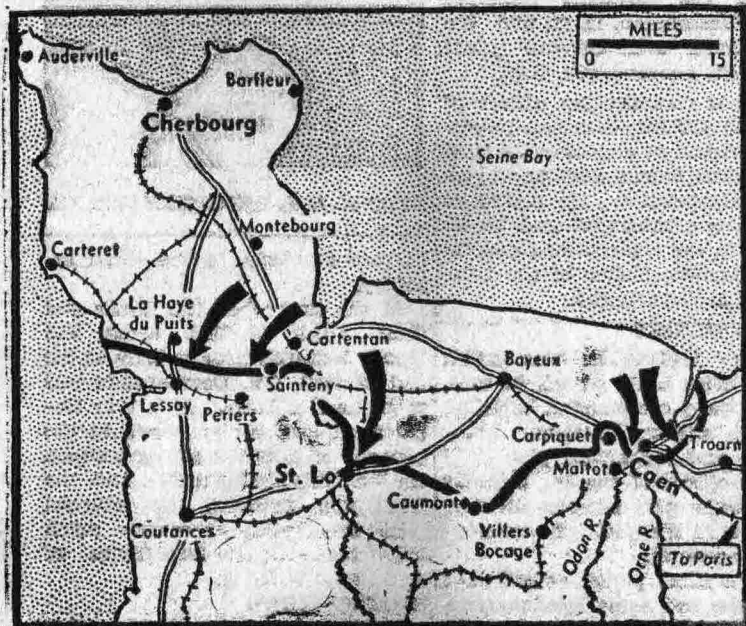 MILES
0 15
Auderville
Barfleur
Cherbourg
Seine Bay
Montebourg
Carteret
La Haye
du Puits
Cartentan
Bayeux
Sainteny
Lessay
Periers
Carpiquet
Troarn
St. Lo
Maltot
Caen
Caumont
Coutances
Villers
Bocage
Odon R.
Orne R.
To Paris